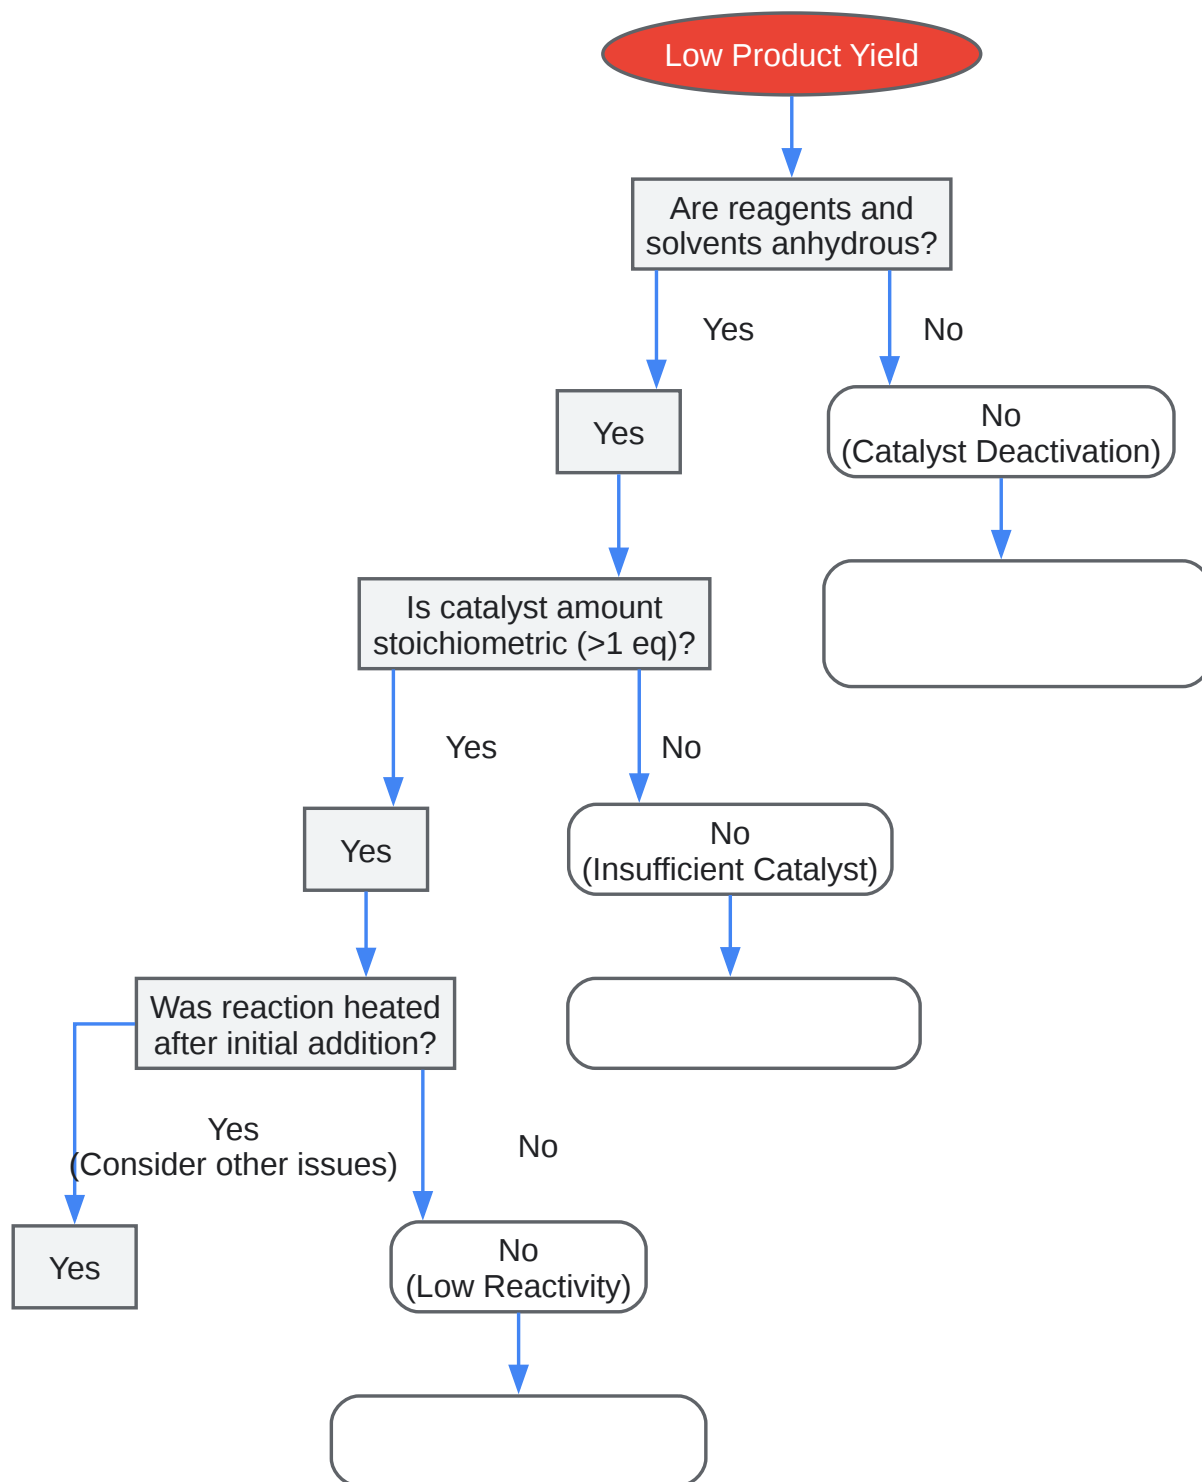 Low Product Yield
Are reagents and
solvents anhydrous?
Yes
No
Yes
No
(Catalyst Deactivation)
Is catalyst amount
stoichiometric (>1 eq)?
Yes
No
Yes
No
(Insufficient Catalyst)
Was reaction heated
after initial addition?
Yes
(Consider other issues)
No
Yes
No
(Low Reactivity)